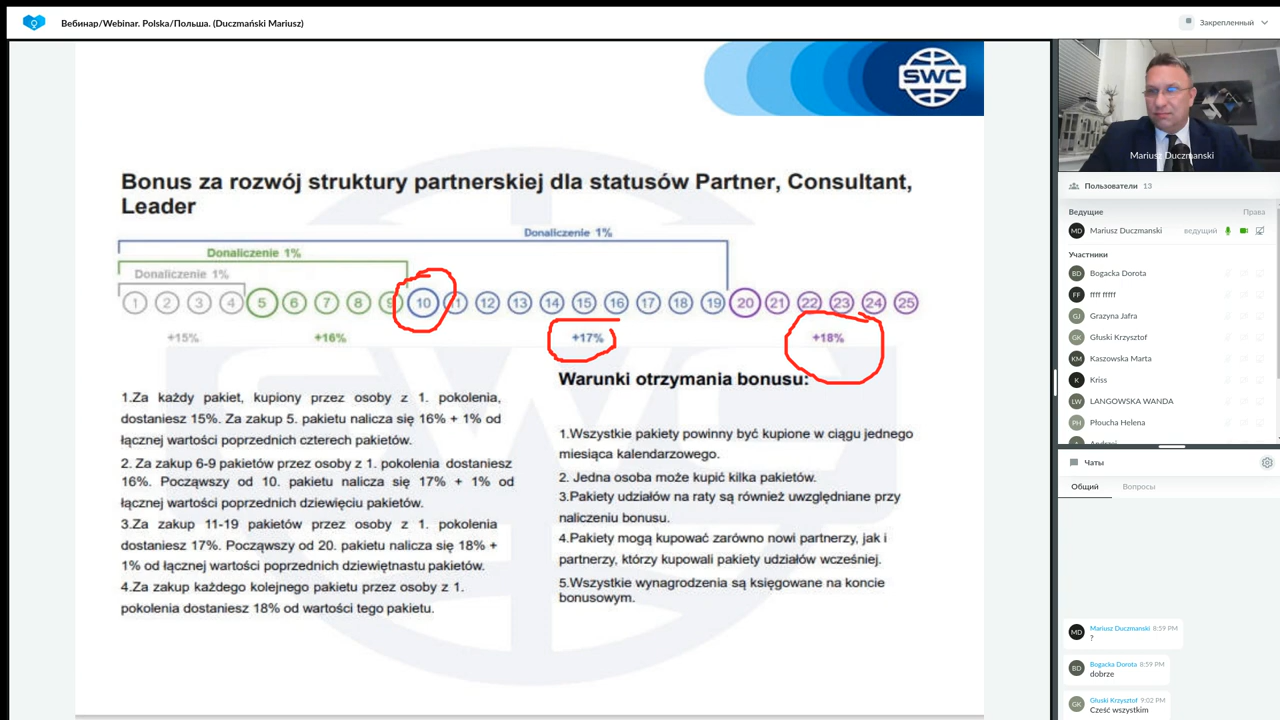 Вебинар/Webinar. Polska/Польша. (Duczmański Mariusz)
Закрепленный
SWC
Bonus za rozwój struktury partnerskiej dla statusów Partner, Consultant,
Leader
Donaliczenie 1%
Donaliczenie 1%
Donaliczenie 1%
1 2 3 4 5 6 7 8 9 10 11 12 13 14 15 16 17 18 19 20 21 22 23 24 25
+15% +16% +17% +18%
1.Za każdy pakiet, kupiony przez osoby z 1. pokolenia,
dostaniesz 15%. Za zakup 5. pakietu nalicza się 16% + 1% od
łącznej wartości poprzednich czterech pakietów.
2. Za zakup 6-9 pakietów przez osoby z 1. pokolenia dostaniesz
16%. Począwszy od 10. pakietu nalicza się 17% + 1% od
łącznej wartości poprzednich dziewięciu pakietów.
3.Za zakup 11-19 pakietów przez osoby z 1. pokolenia
dostaniesz 17%. Począwszy od 20. pakietu nalicza się 18% +
1% od łącznej wartości poprzednich dziewiętnastu pakietów.
4.Za zakup każdego kolejnego pakietu przez osoby z 1.
pokolenia dostaniesz 18% od wartości tego pakietu.
Warunki otrzymania bonusu:
1.Wszystkie pakiety powinny być kupione w ciągu jednego
miesiąca kalendarzowego.
2. Jedna osoba może kupić kilka pakietów.
3.Pakiety udziałów na raty są również uwzględniane przy
naliczeniu bonusu.
4.Pakiety mogą kupować zarówno nowi partnerzy, jak i
partnerzy, którzy kupowali pakiety udziałów wcześniej.
5.Wszystkie wynagrodzenia są księgowane na koncie
bonusowym.
Mariusz Duczmanski
Пользователи 13
Ведущие Права
MD Mariusz Duczmanski ведущий
Участники
BD Bogacka Dorota
FF ffff fffff
GJ Grazyna Jafra
GK Głuski Krzysztof
KM Kaszowska Marta
K Kriss
LW LANGOWSKA WANDA
PH Płoucha Helena
Чаты
Общий Вопросы
MD Mariusz Duczmanski 8:59 PM
?
BD Bogacka Dorota 8:59 PM
dobrze
GK Głuski Krzysztof 9:02 PM
Cześć wszystkim